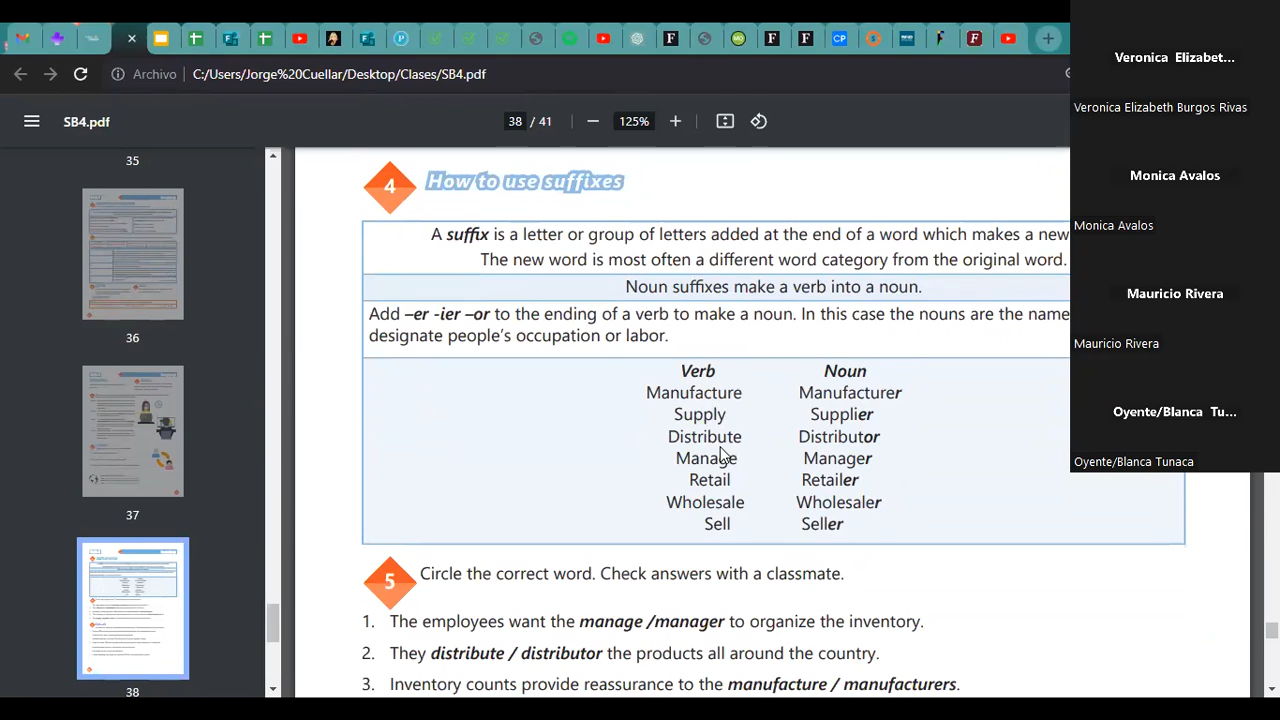 Archivo C:/Users/Jorge%20Cuellar/Desktop/Clases/SB4.pdf
SB4.pdf
38 / 41
125%
35
36
37
38
4 How to use suffixes
A suffix is a letter or group of letters added at the end of a word which makes a new
The new word is most often a different word category from the original word.
Noun suffixes make a verb into a noun.
Add –er -ier –or to the ending of a verb to make a noun. In this case the nouns are the name
designate people's occupation or labor.
Verb Noun
Manufacture Manufacturer
Supply Supplier
Distribute Distributor
Manage Manager
Retail Retailer
Wholesale Wholesaler
Sell Seller
5 Circle the correct word. Check answers with a classmate.
1. The employees want the manage /manager to organize the inventory.
2. They distribute / distributor the products all around the country.
3. Inventory counts provide reassurance to the manufacture / manufacturers.
Veronica Elizabet...
Veronica Elizabeth Burgos Rivas
Monica Avalos
Monica Avalos
Mauricio Rivera
Mauricio Rivera
Oyente/Blanca Tu...
Oyente/Blanca Tunaca